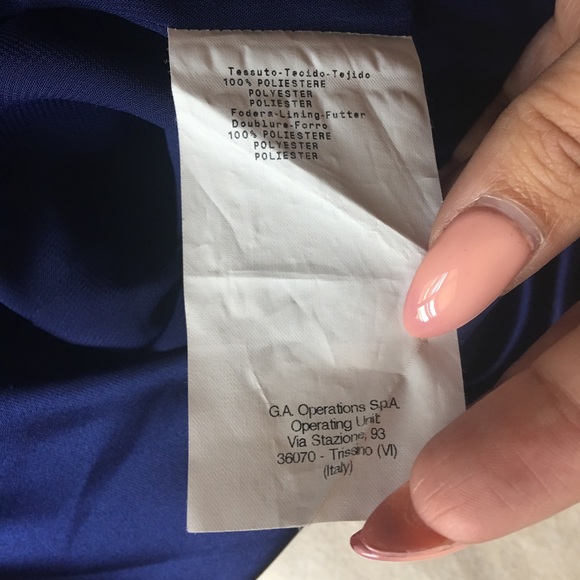 Tessuto-Tecido-Tejido
100% POLIESTERE
POLYESTER
POLIESTER
Fodera-Lining-Futter
Doublure-Forro
100% POLIESTERE
POLYESTER
POLIESTER
G.A. Operations SpA
Operating Unit
Via Stazione, 93
36070 - Trissino (VI)
(Italy)